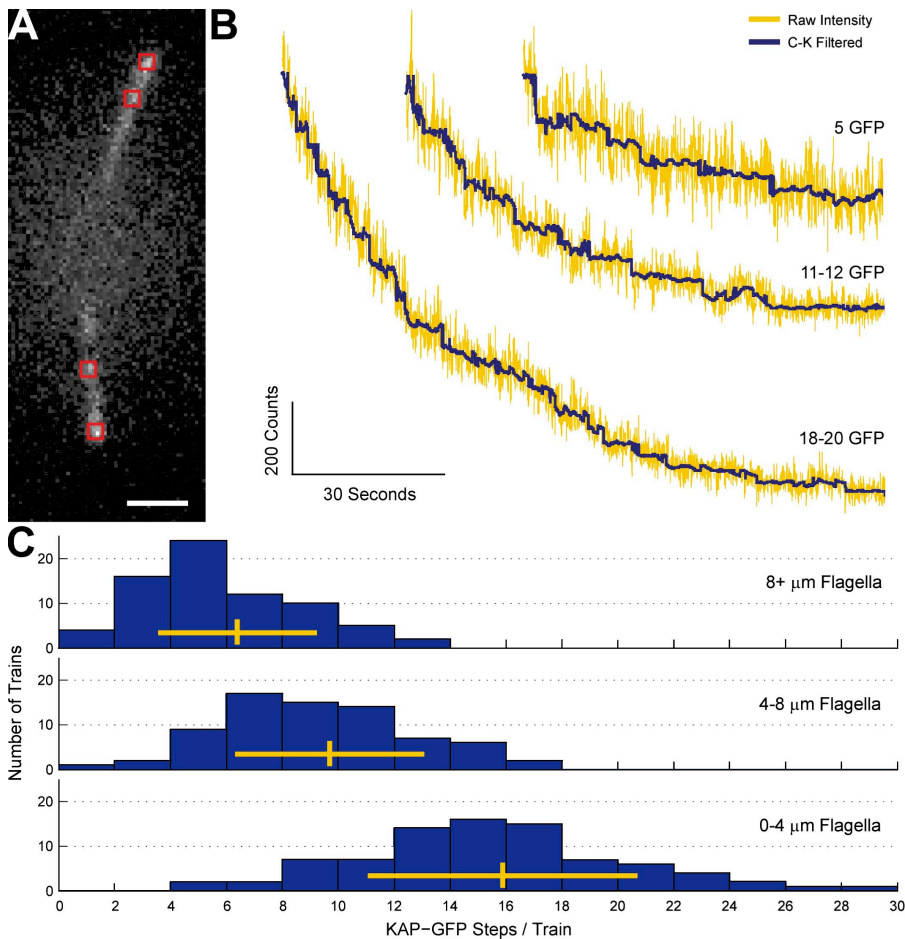 A
B
Raw Intensity
C-K Filtered
5 GFP
11-12 GFP
18-20 GFP
200 Counts
30 Seconds
C
Number of Trains
20
10
0
8+ μm Flagella
20
10
0
4-8 μm Flagella
20
10
0
0-4 μm Flagella
0 2 4 6 8 10 12 14 16 18 20 22 24 26 28 30
KAP-GFP Steps / Train